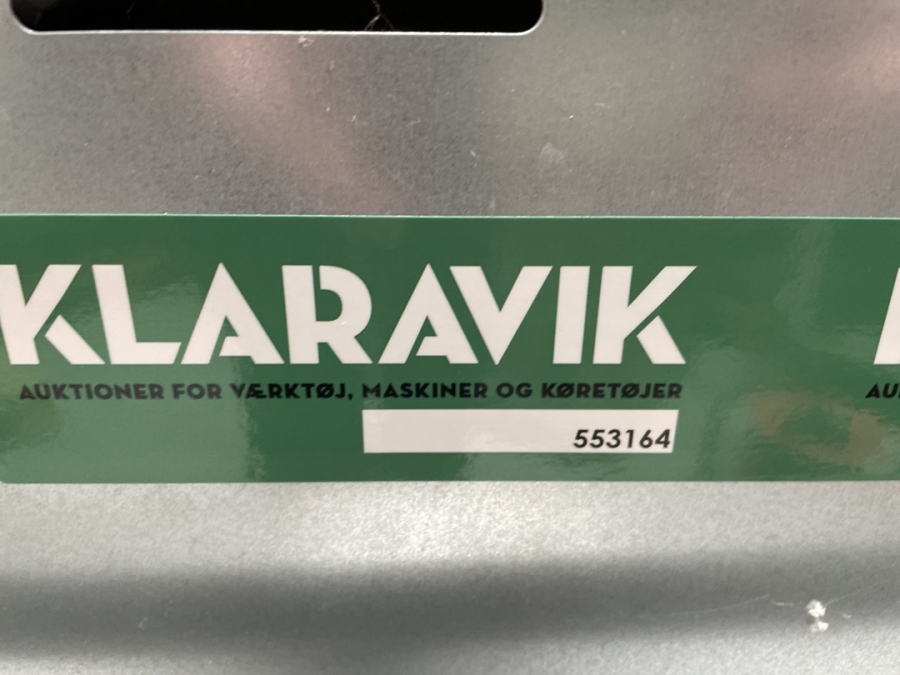 KLARAVIK
AUKTIONER FOR VÆRKTØJ, MASKINER OG KØRETØJER
553164